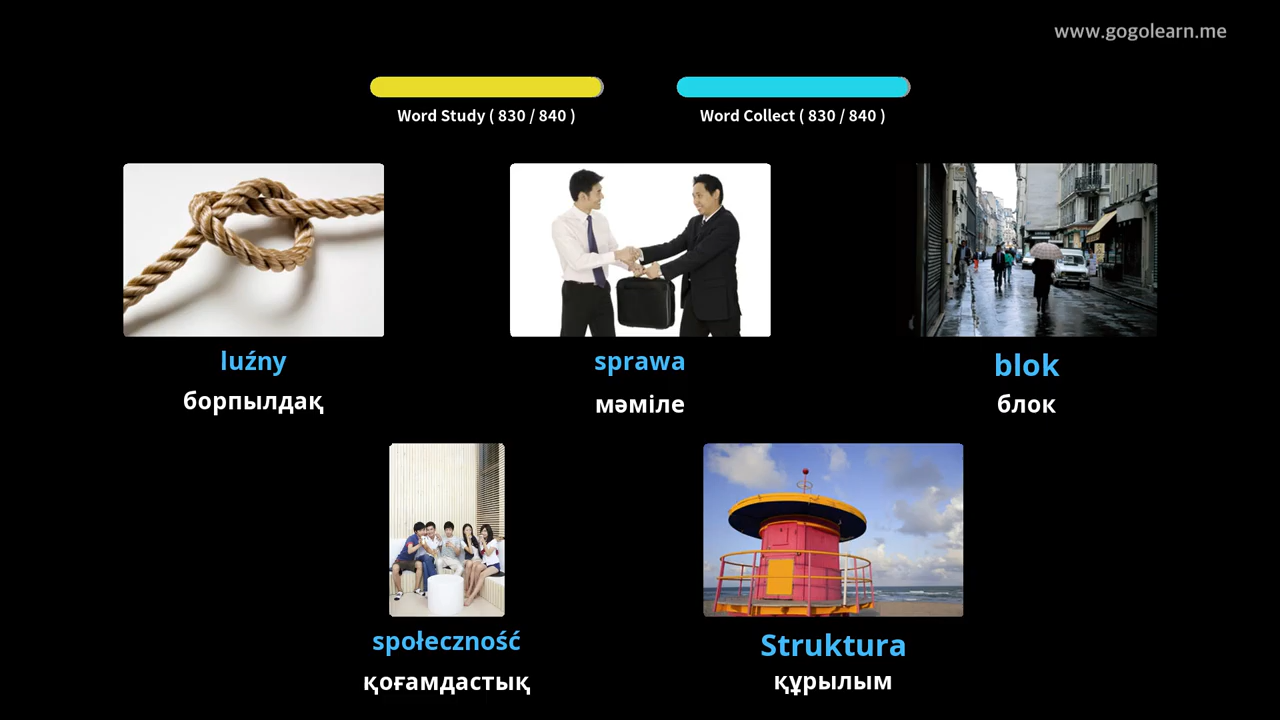 www.gogolearn.me
Word Study ( 830 / 840 )
Word Collect ( 830 / 840 )
luźny
sprawa
blok
борпылдақ
мәміле
блок
społeczność
Struktura
қоғамдастық
құрылым